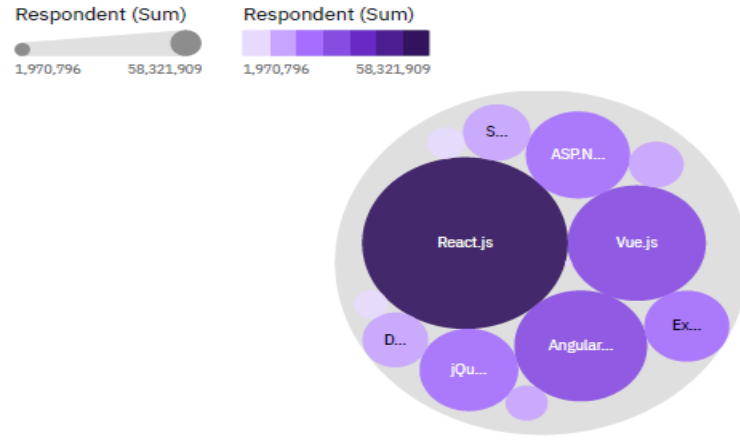 Respondent (Sum)
1,970,796 58,321,909
Respondent (Sum)
1,970,796 58,321,909
S...
ASP.N...
React.js
Vue.js
D...
jQu...
Angular...
Ex...